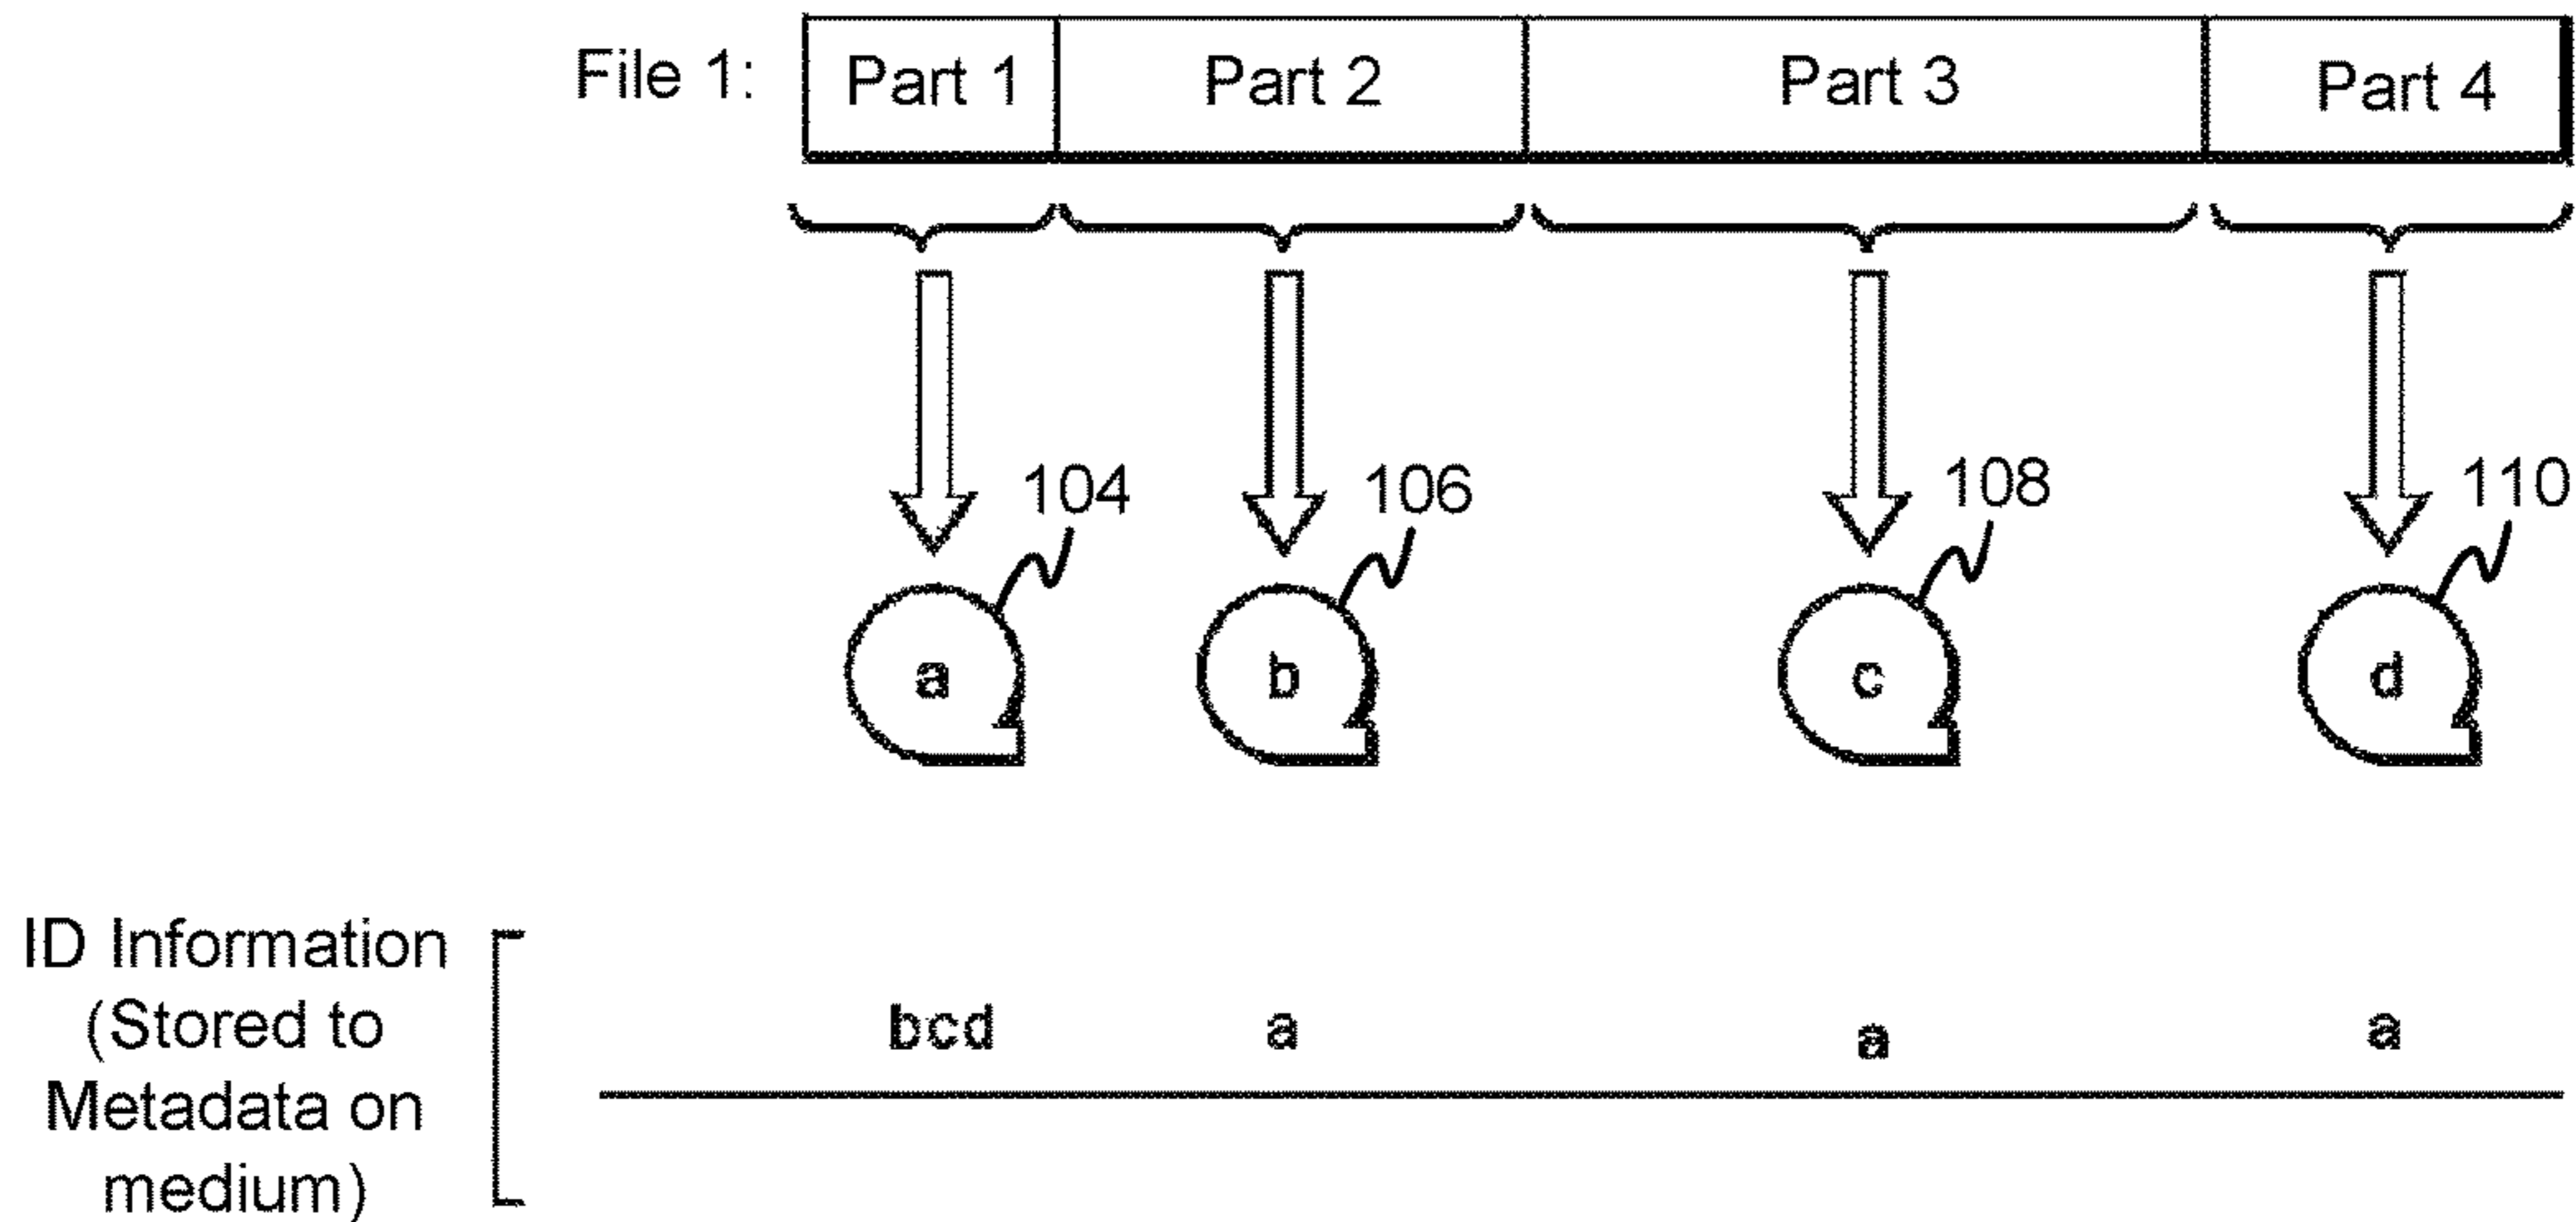 File 1: Part 1 Part 2 Part 3 Part 4
104 106 108 110
a b c d
ID Information
(Stored to
Metadata on
medium)
bcd a a a